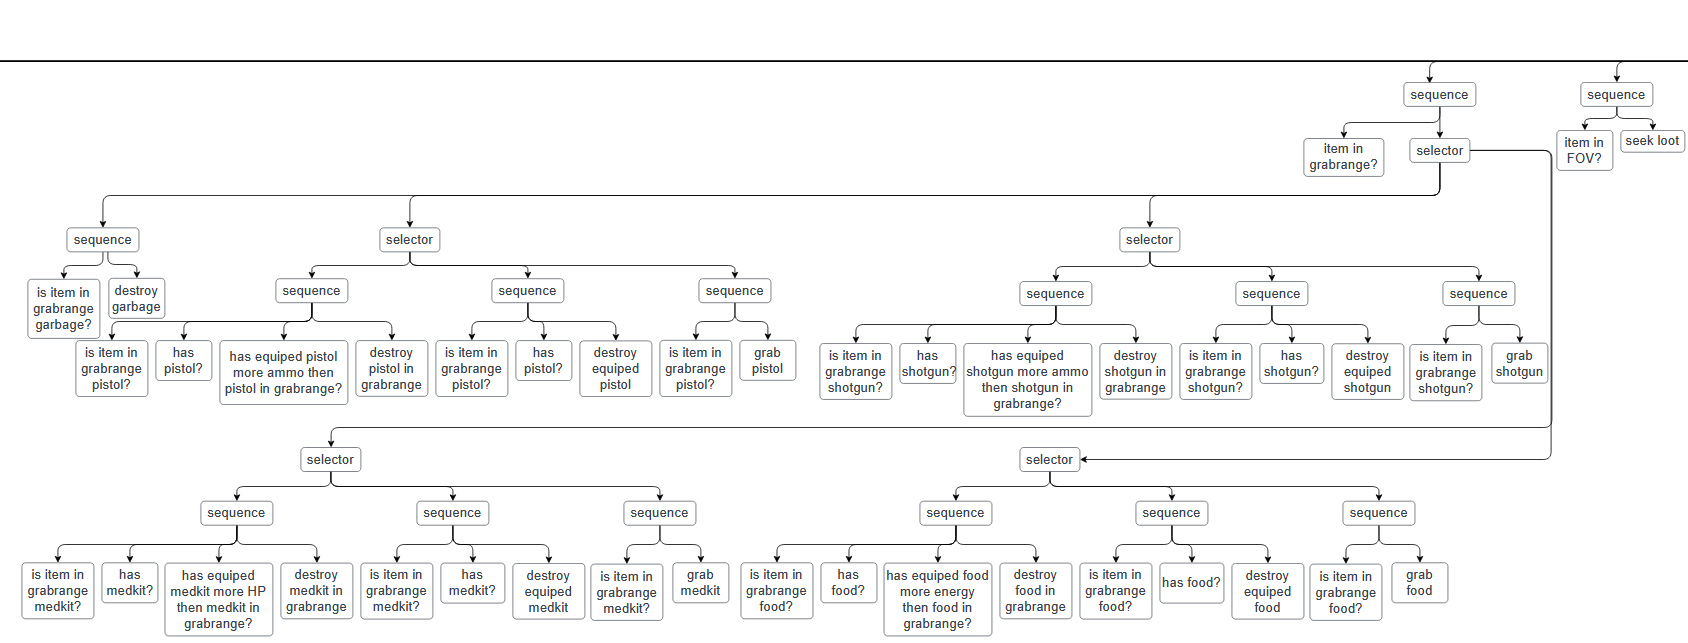 sequence
sequence
item in
grabrange?
selector
item in
FOV?
seek loot
sequence
selector
selector
is item in
grabrange
garbage?
destroy
garbage
sequence
sequence
sequence
sequence
sequence
sequence
is item in
grabrange
pistol?
has
pistol?
has equiped pistol
more ammo then
pistol in grabrange?
destroy
pistol in
grabrange
is item in
grabrange
pistol?
has
pistol?
destroy
equiped
pistol
is item in
grabrange
pistol?
grab
pistol
is item in
grabrange
shotgun?
has
shotgun?
has equiped
shotgun more ammo
then shotgun in
grabrange?
destroy
shotgun in
grabrange
is item in
grabrange
shotgun?
has
shotgun?
destroy
equiped
shotgun
is item in
grabrange
shotgun?
grab
shotgun
selector
selector
sequence
sequence
sequence
sequence
sequence
sequence
is item in
grabrange
medkit?
has
medkit?
has equiped
medkit more HP
then medkit in
grabrange?
destroy
medkit in
grabrange
is item in
grabrange
medkit?
has
medkit?
destroy
equiped
medkit
is item in
grabrange
medkit?
grab
medkit
is item in
grabrange
food?
has
food?
has equiped food
more energy
then food in
grabrange?
destroy
food in
grabrange
is item in
grabrange
food?
has food?
destroy
equiped
food
is item in
grabrange
food?
grab
food